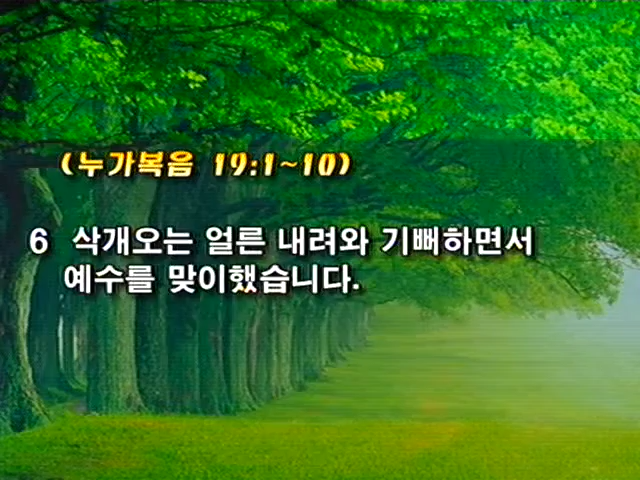 (누가복음 19:1~10)
6 삭개오는 얼른 내려와 기뻐하면서
예수를 맞이했습니다.